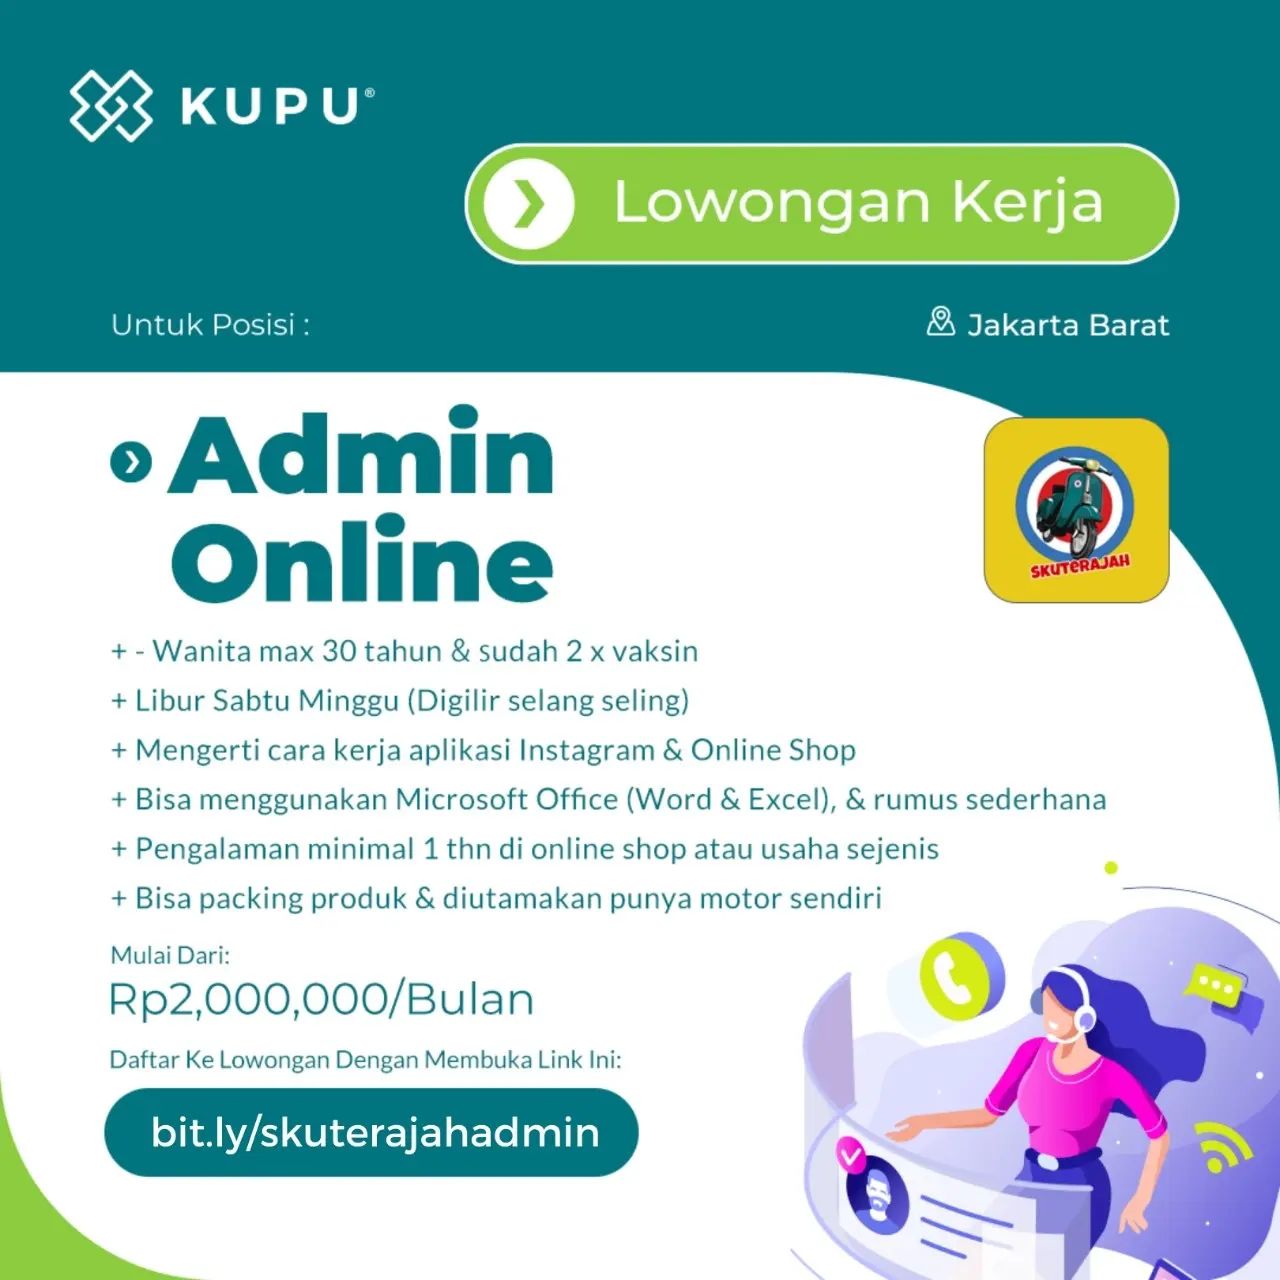 KUPU®
Lowongan Kerja
Untuk Posisi :
Jakarta Barat
Admin
Online
SKUTERAJAH
+ - Wanita max 30 tahun & sudah 2 x vaksin
+ Libur Sabtu Minggu (Digilir selang seling)
+ Mengerti cara kerja aplikasi Instagram & Online Shop
+ Bisa menggunakan Microsoft Office (Word & Excel), & rumus sederhana
+ Pengalaman minimal 1 thn di online shop atau usaha sejenis
+ Bisa packing produk & diutamakan punya motor sendiri
Mulai Dari:
Rp2,000,000/Bulan
Daftar Ke Lowongan Dengan Membuka Link Ini:
bit.ly/skuterajahadmin